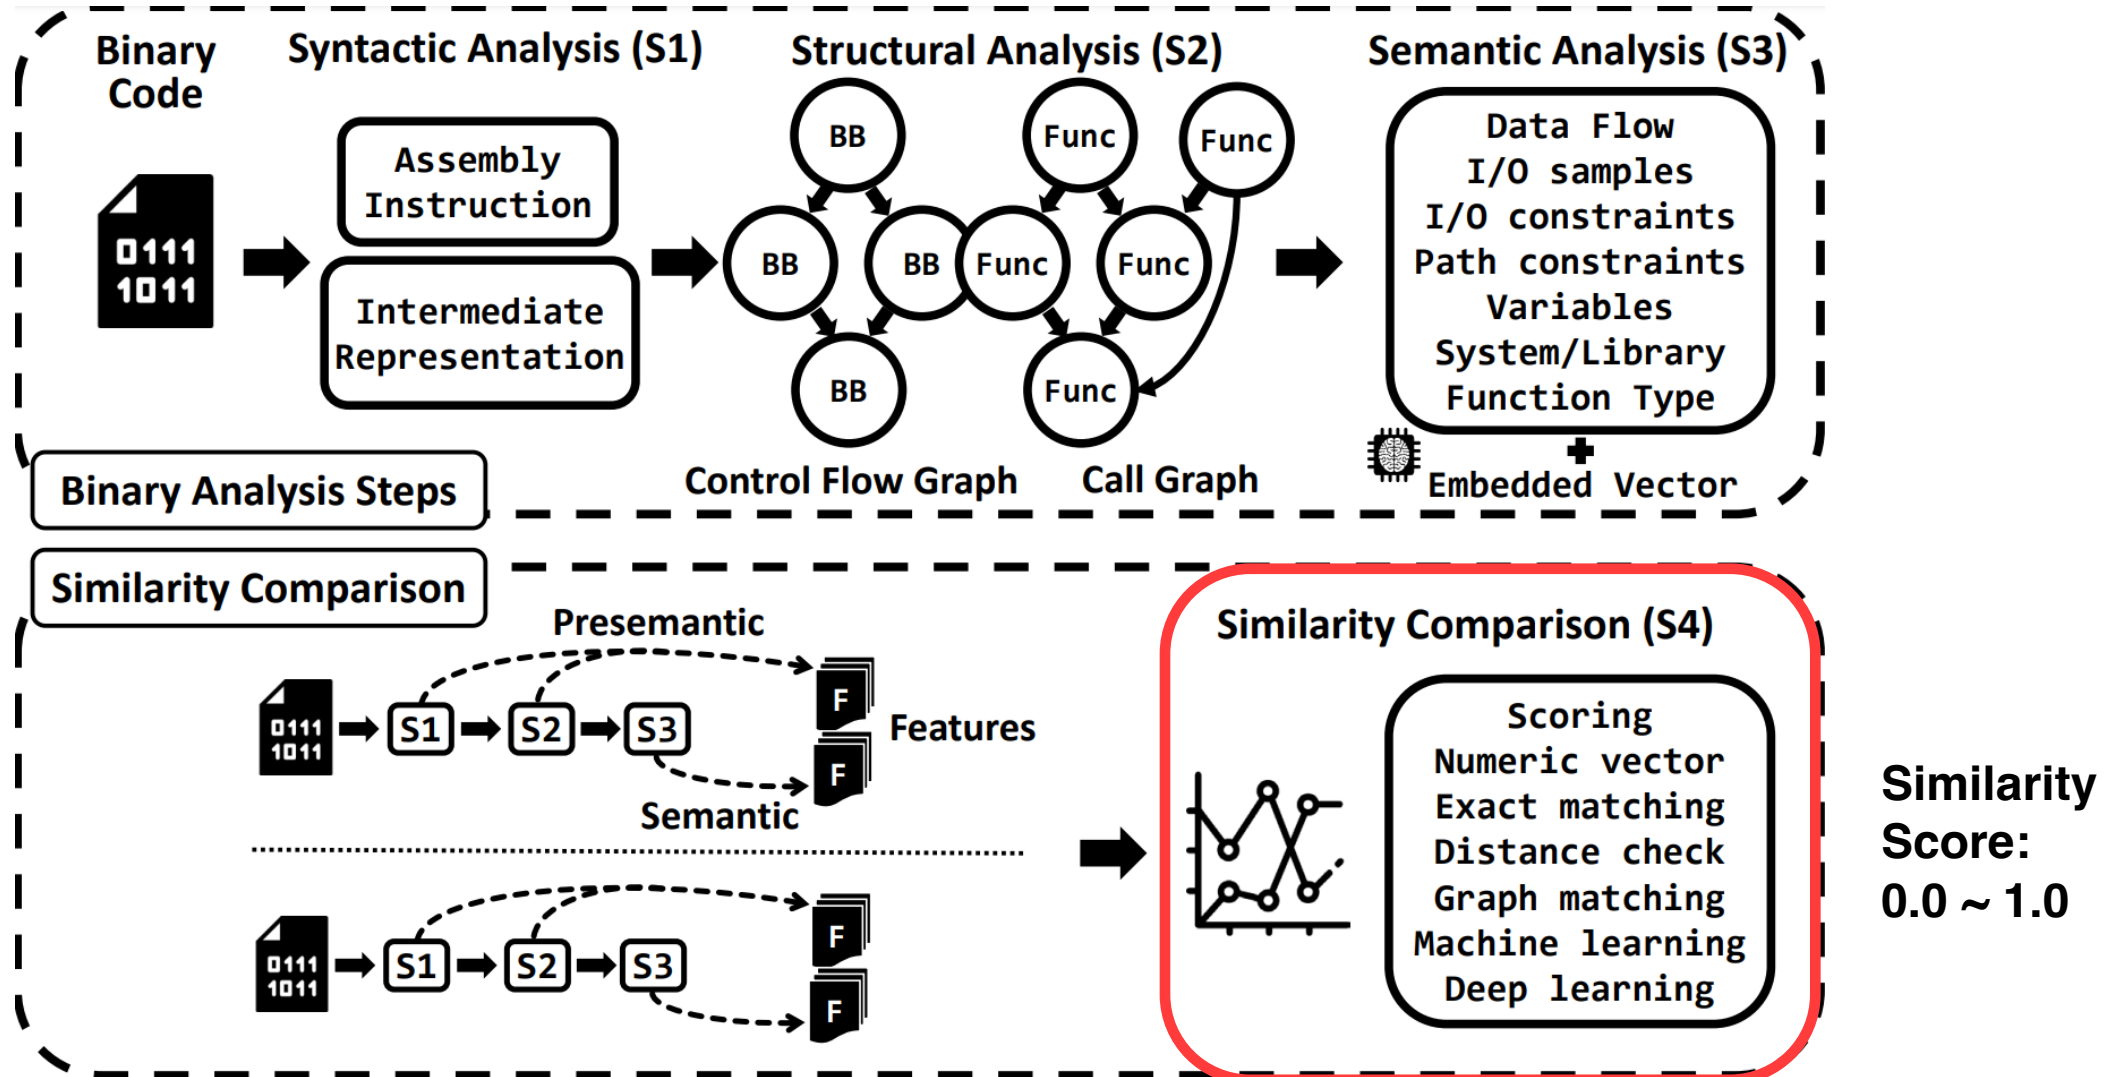 Binary
Code
Syntactic Analysis (S1)
Structural Analysis (S2)
Semantic Analysis (S3)
0111
1011
Assembly
Instruction
Intermediate
Representation
BB
BB
BB
BB
Func
Func
Func
Func
Func
Control Flow Graph
Call Graph
Data Flow
I/O samples
I/O constraints
Path constraints
Variables
System/Library
Function Type
Embedded Vector
Binary Analysis Steps
Similarity Comparison
Presemantic
0111
1011
S1
S2
S3
F
F
Features
Semantic
0111
1011
S1
S2
S3
F
F
Similarity Comparison (S4)
Scoring
Numeric vector
Exact matching
Distance check
Graph matching
Machine learning
Deep learning
Similarity
Score:
0.0 ~ 1.0